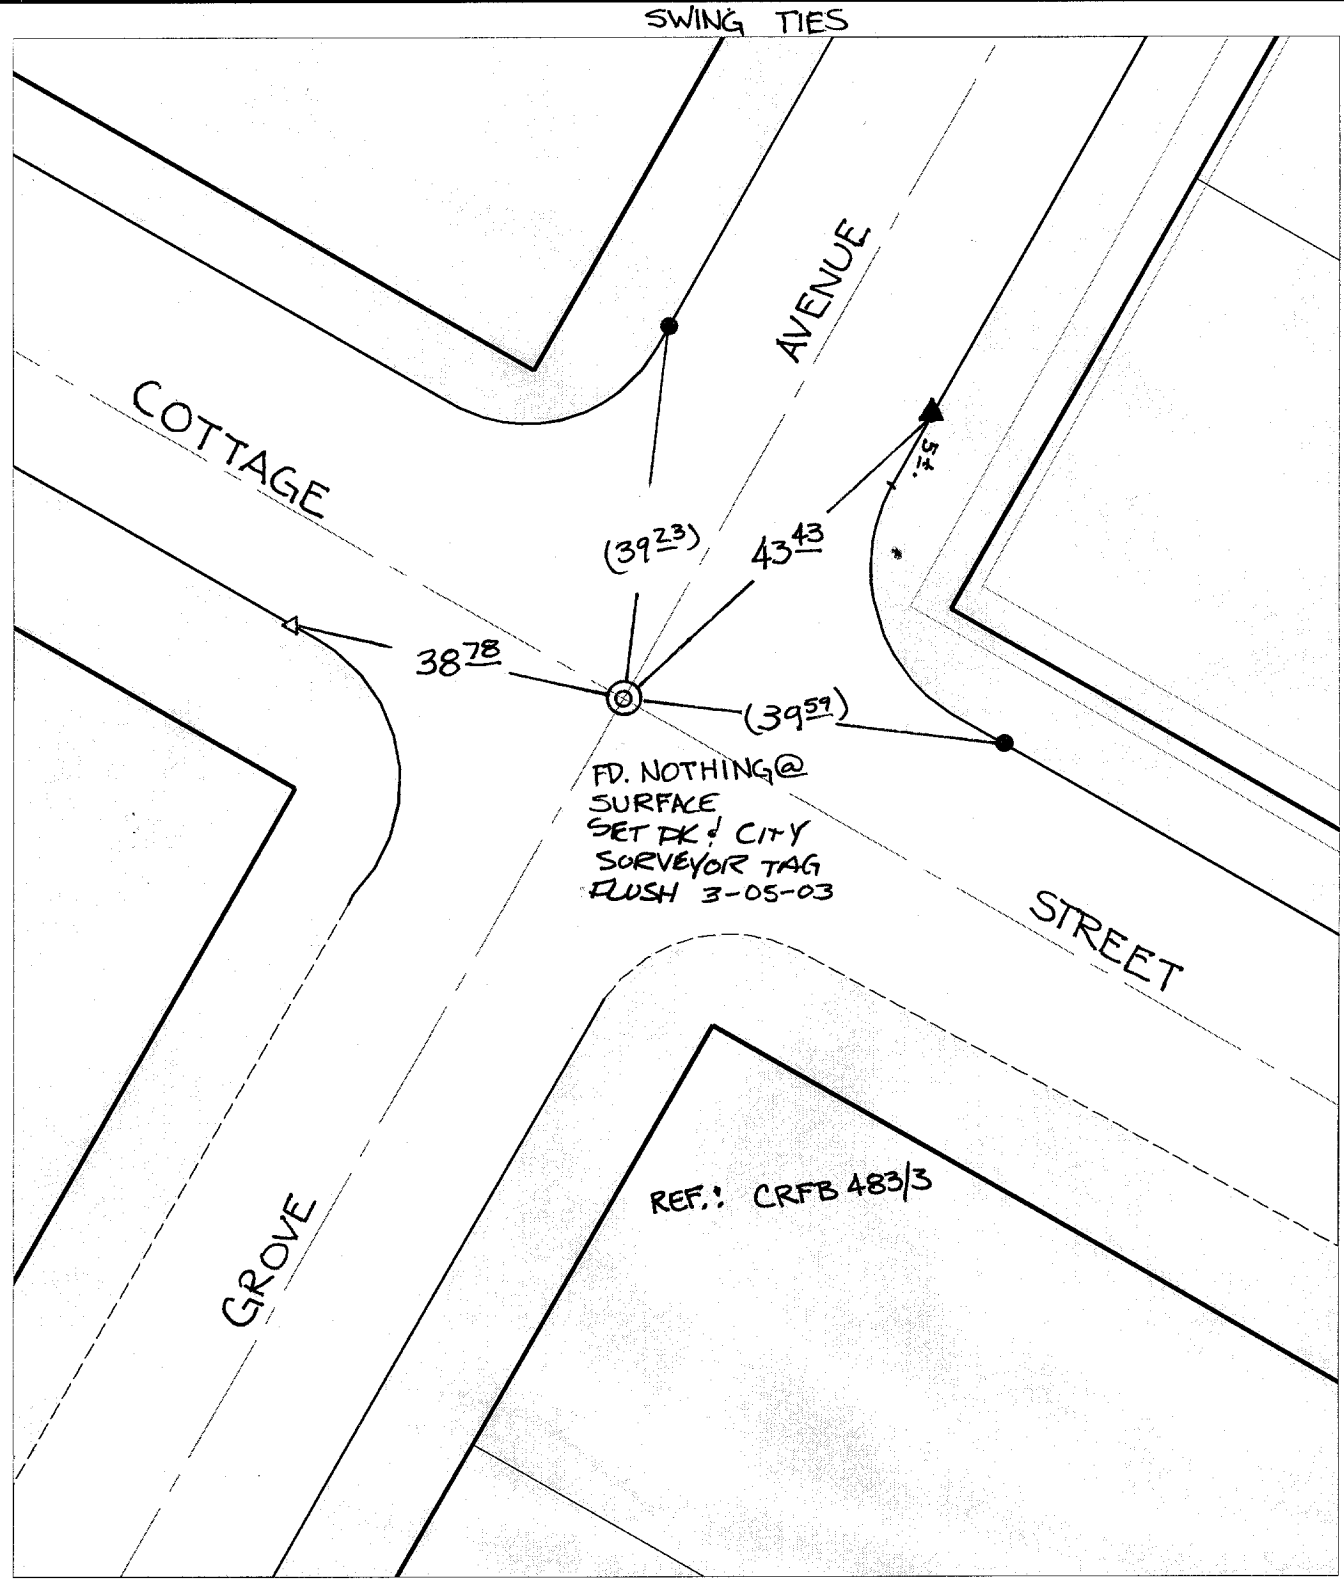 SWING TIES
AVENUE
COTTAGE
5±.
(39 23)
43 43
38 78
(39 59)
FD. NOTHING @
SURFACE
SET PK & CITY
SURVEYOR TAG
FLUSH 3-05-03
STREET
REF.: CRFB 483/3
GROVE